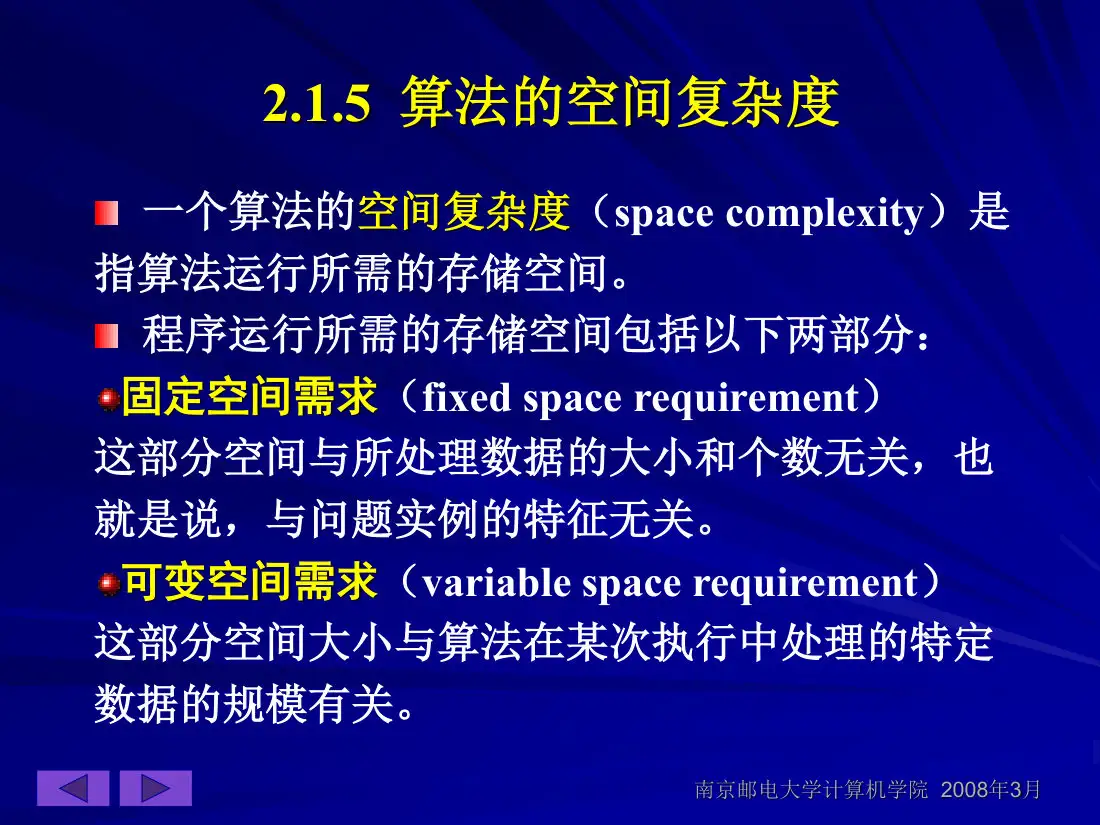 2.1.5 算法的空间复杂度
一个算法的空间复杂度（space complexity）是
指算法运行所需的存储空间。
程序运行所需的存储空间包括以下两部分：
固定空间需求（fixed space requirement）
这部分空间与所处理数据的大小和个数无关，也
就是说，与问题实例的特征无关。
可变空间需求（variable space requirement）
这部分空间大小与算法在某次执行中处理的特定
数据的规模有关。
南京邮电大学计算机学院 2008年3月